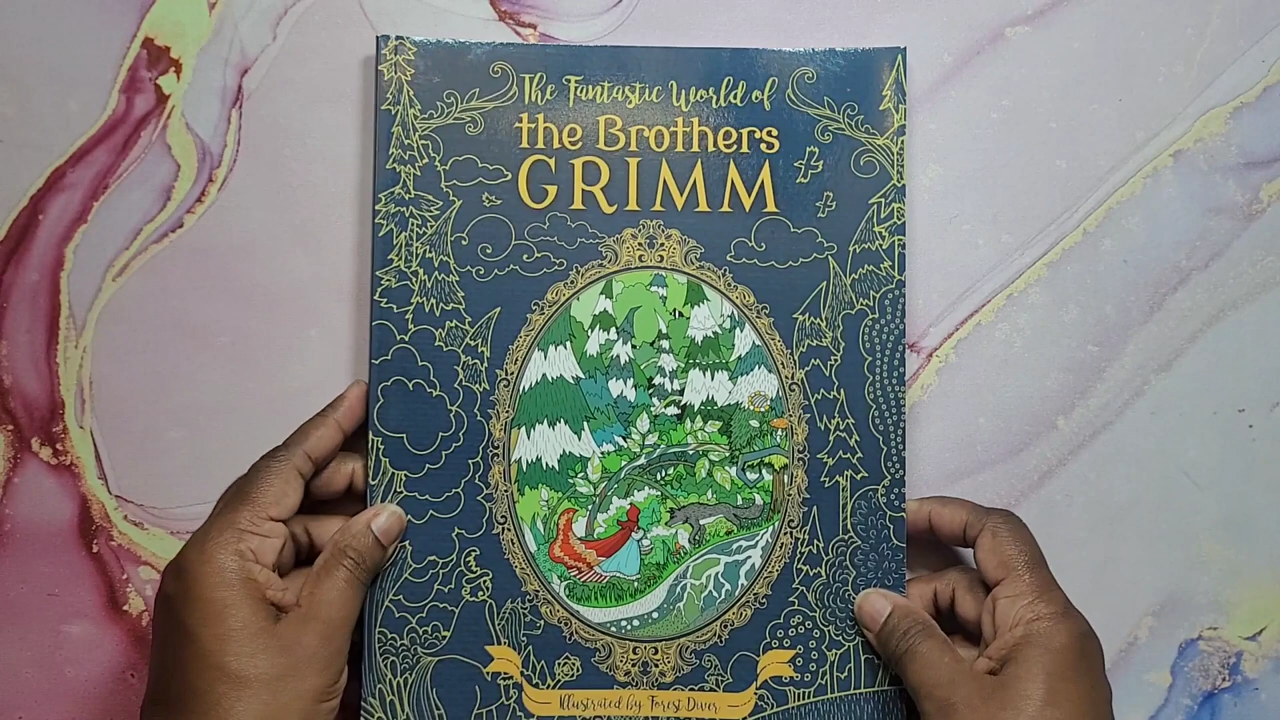 The Fantastic World of
the Brothers
GRIMM
Illustrated by Forest Diver